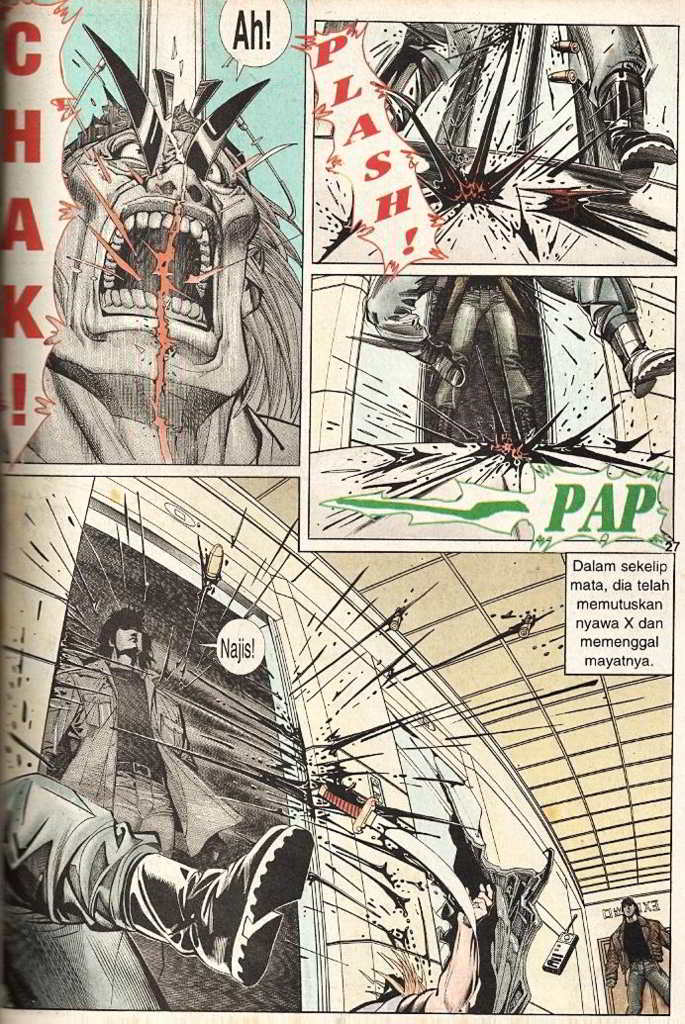 CHAK!
Ah!
PLASH!
PAP
27
Dalam sekelip
mata, dia telah
memutuskan
nyawa X dan
memenggal
mayatnya.
Najis!